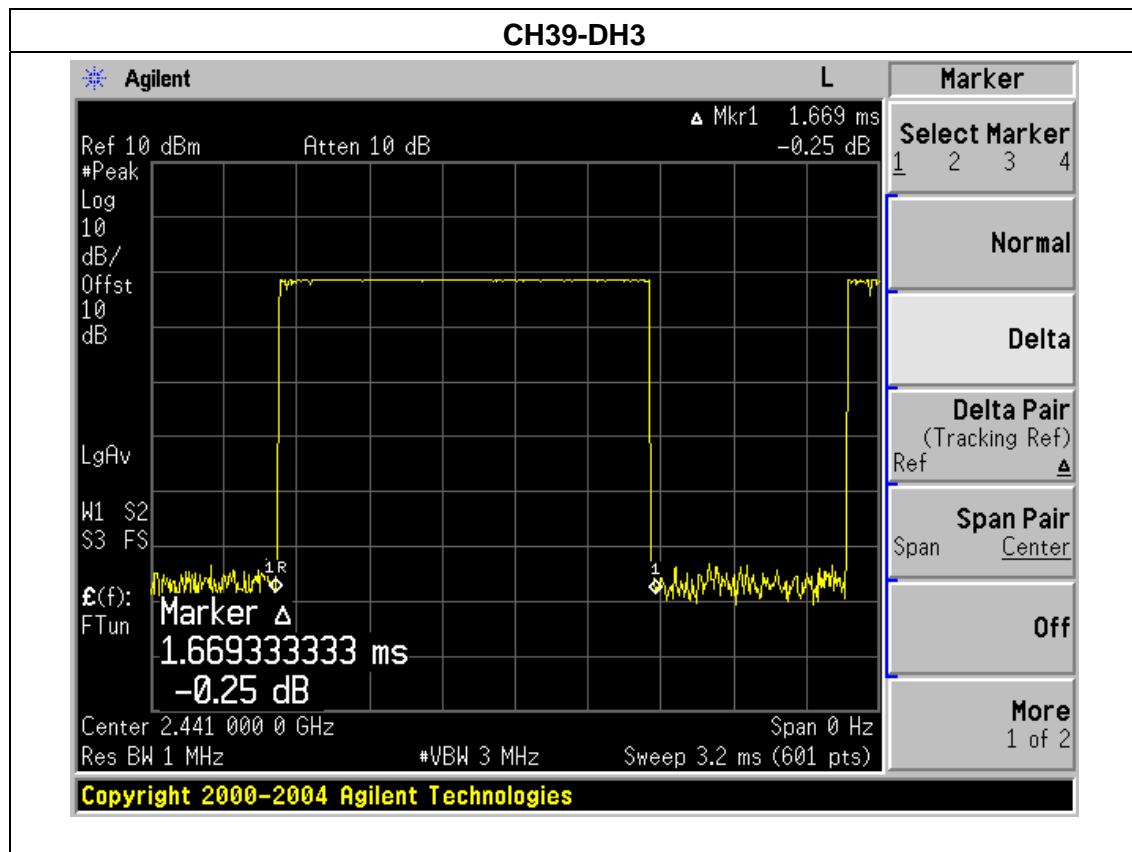 CH39-DH3
Agilent L Marker
Δ Mkr1 1.669 ms
Ref 10 dBm Atten 10 dB -0.25 dB
#Peak
Log
10
dB/
Offst
10
dB
LgAv
W1 S2
S3 FS
£(f):
FTun
1R
1
Marker Δ
1.669333333 ms
-0.25 dB
Center 2.441 000 0 GHz Span 0 Hz
Res BW 1 MHz #VBW 3 MHz Sweep 3.2 ms (601 pts)
Select Marker
1 2 3 4
Normal
Delta
Delta Pair
(Tracking Ref)
Ref Δ
Span Pair
Span Center
Off
More
1 of 2
Copyright 2000-2004 Agilent Technologies